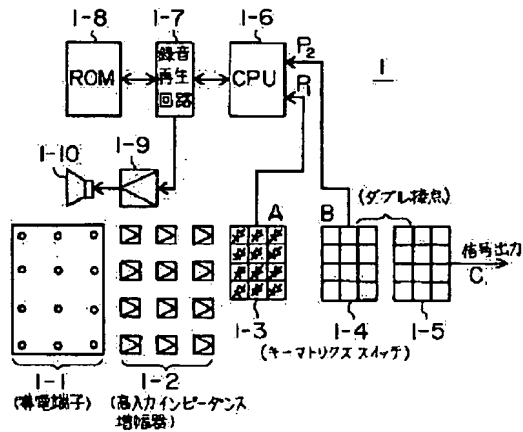 1-8
1-7
1-6
ROM
録音
再生
回路
CPU
P₂
P₁
1
1-10
1-9
A
B
(ダブル接点)
信号出力
C
1-3
1-4
1-5
(キーマトリクズ スイッチ)
1-1
1-2
(導電端子)
(高入力インピーダンス
増幅器)